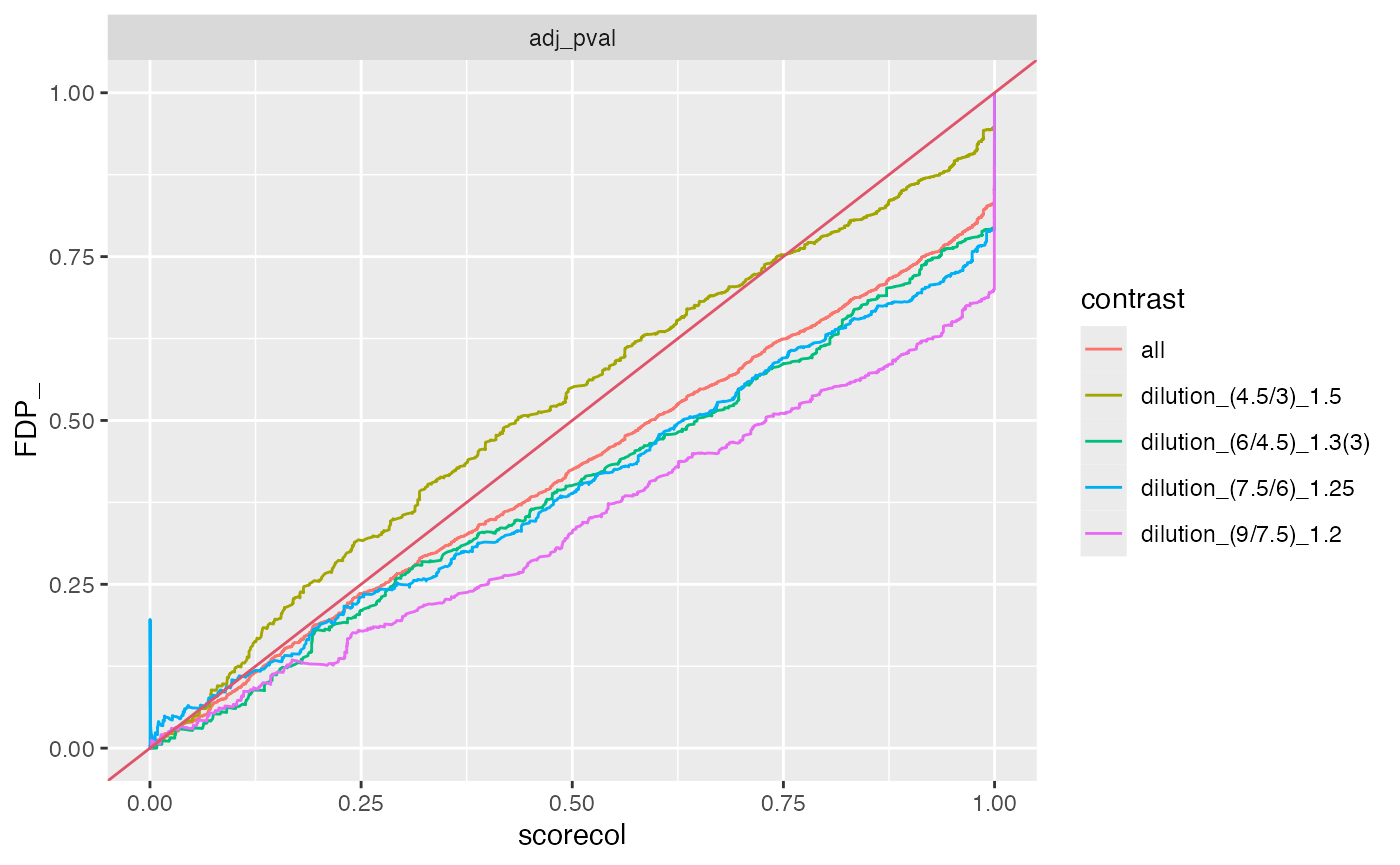 adj_pval
1.00
0.75
0.50
0.25
0.00
FDP_
0.00 0.25 0.50 0.75 1.00
scorecol
contrast
all
dilution_(4.5/3)_1.5
dilution_(6/4.5)_1.3(3)
dilution_(7.5/6)_1.25
dilution_(9/7.5)_1.2